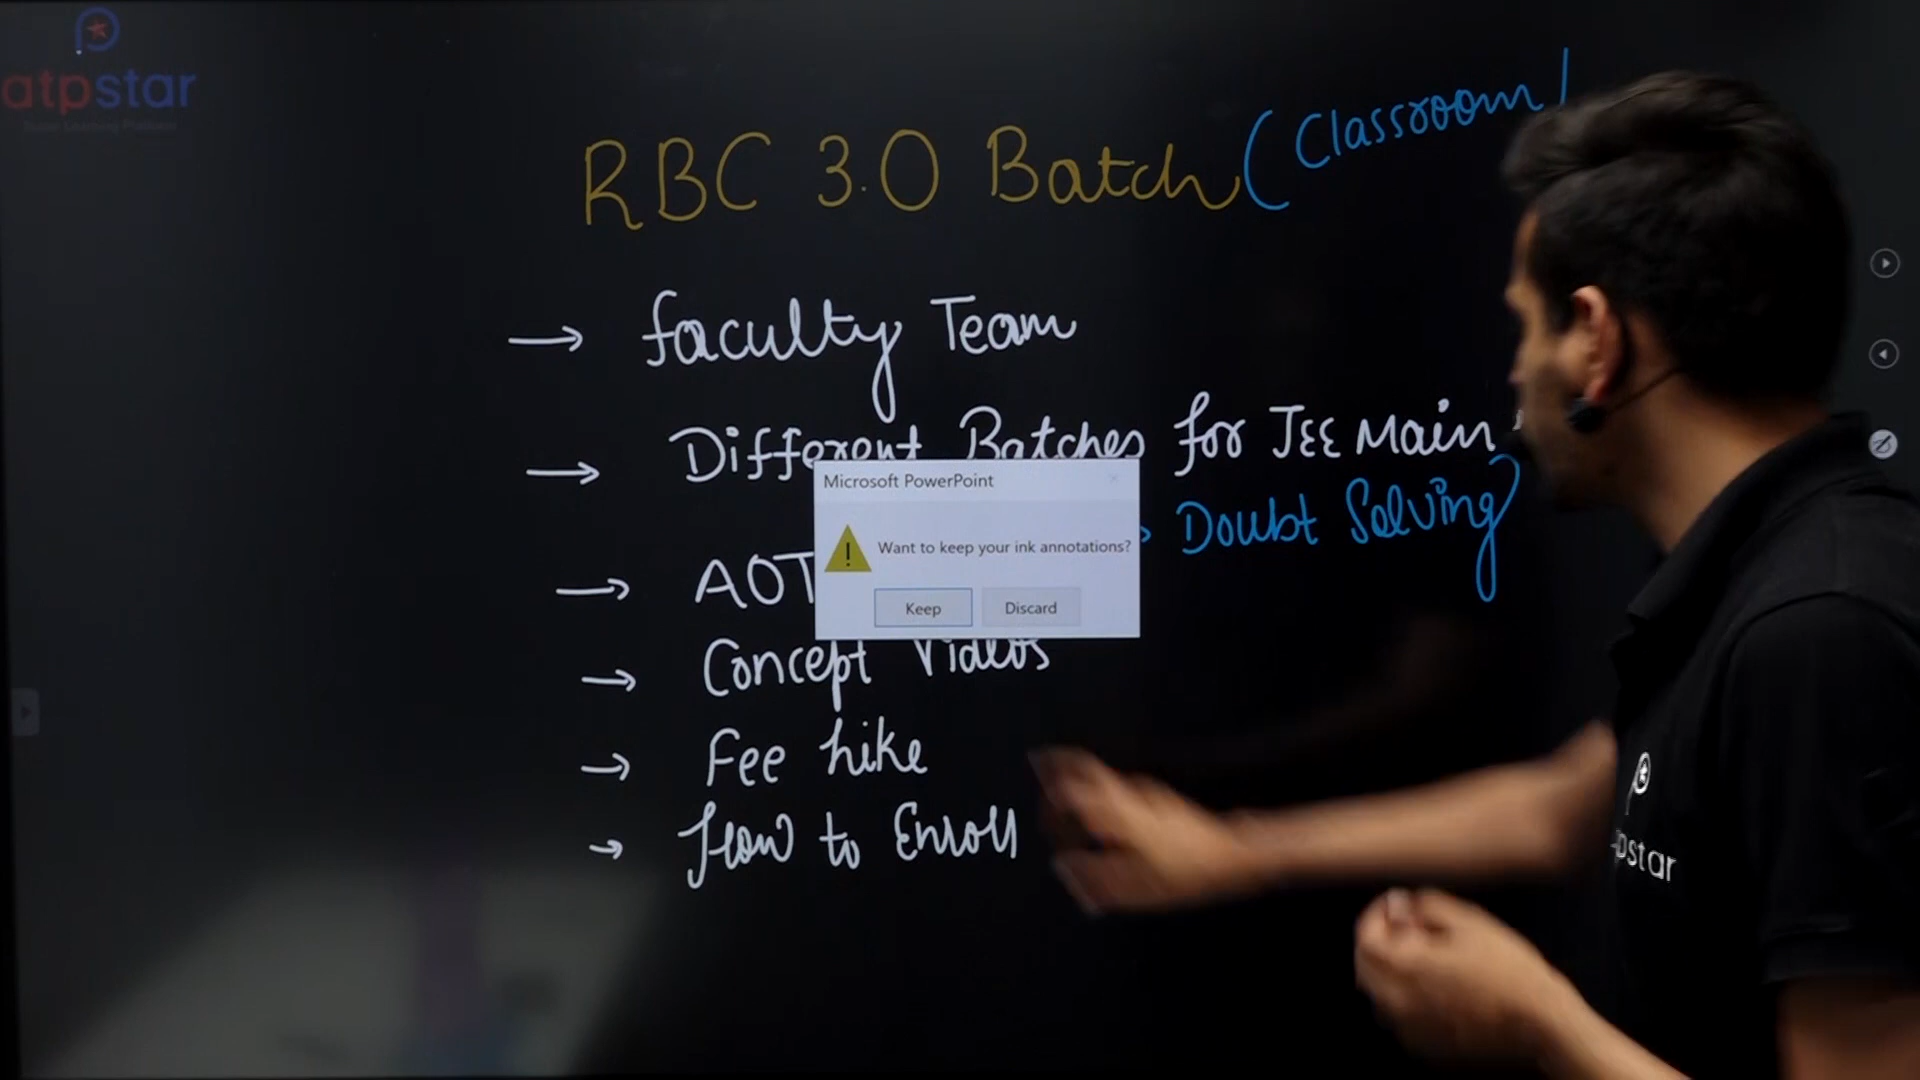 atpstar
RBC 3.0 Batch (Classroom
→ Faculty Team
→ Different Batches for JEE Main
Doubt Solving
→ AOT
→ Concept Videos
→ Fee hike
→ How to Enroll
Microsoft PowerPoint
Want to keep your ink annotations?
Keep Discard
pstar